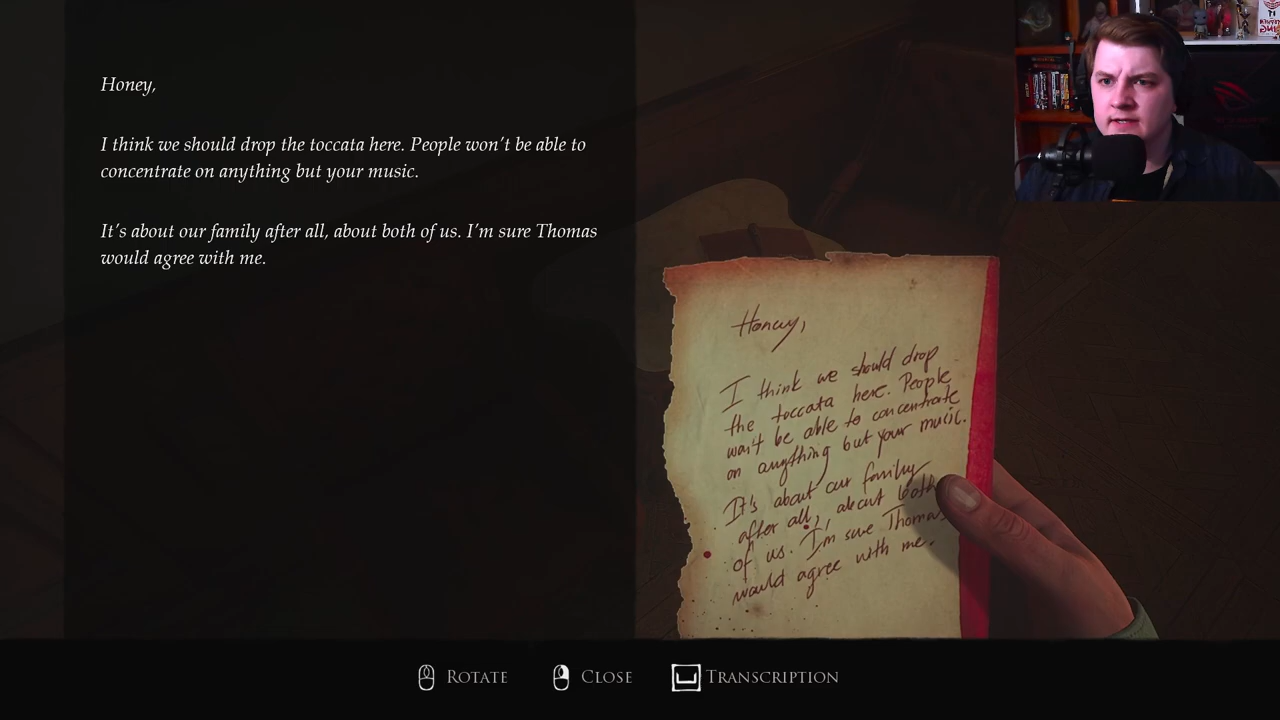 Honey,
I think we should drop the toccata here. People won't be able to
concentrate on anything but your music.
It's about our family after all, about both of us. I'm sure Thomas
would agree with me.
Honey,
I think we should drop
the toccata here. People
won't be able to concentrate
on anything but your music.
It's about our family
after all, about both
of us. I'm sure Thomas
would agree with me.
ROTATE
CLOSE
TRANSCRIPTION